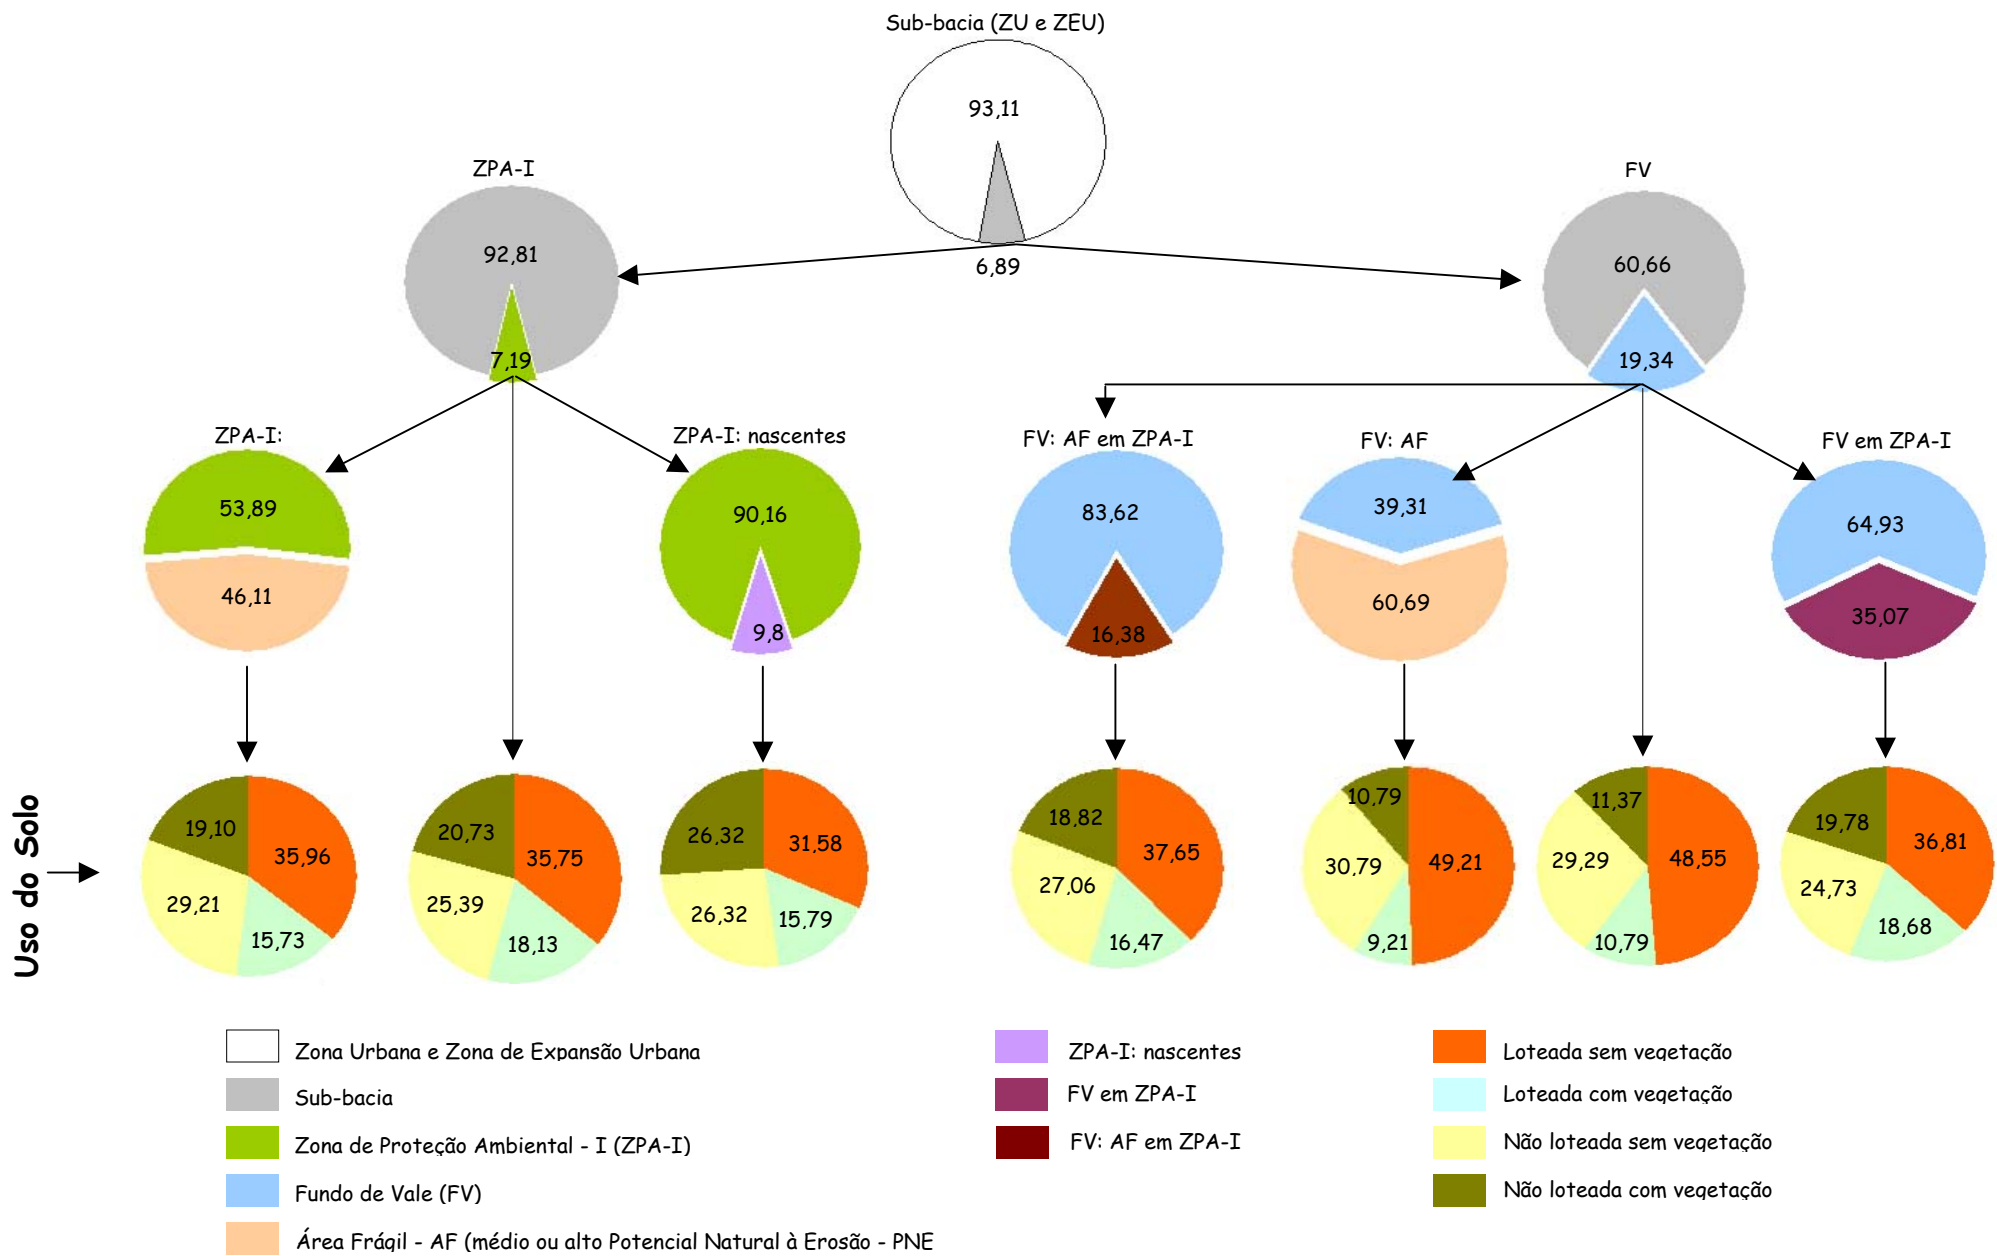 Sub-bacia (ZU e ZEU)
93,11
6,89
ZPA-I
92,81
7,19
FV
60,66
19,34
ZPA-I:
53,89
46,11
ZPA-I: nascentes
90,16
9,8
FV: AF em ZPA-I
83,62
16,38
FV: AF
39,31
60,69
FV em ZPA-I
64,93
35,07
Uso do Solo
19,10
35,96
29,21
15,73
20,73
35,75
25,39
18,13
26,32
31,58
26,32
15,79
18,82
37,65
27,06
16,47
10,79
49,21
30,79
9,21
11,37
48,55
29,29
10,79
19,78
36,81
24,73
18,68
Zona Urbana e Zona de Expansão Urbana
Sub-bacia
Zona de Proteção Ambiental - I (ZPA-I)
Fundo de Vale (FV)
Área Frágil - AF (médio ou alto Potencial Natural à Erosão - PNE
ZPA-I: nascentes
FV em ZPA-I
FV: AF em ZPA-I
Loteada sem vegetação
Loteada com vegetação
Não loteada sem vegetação
Não loteada com vegetação